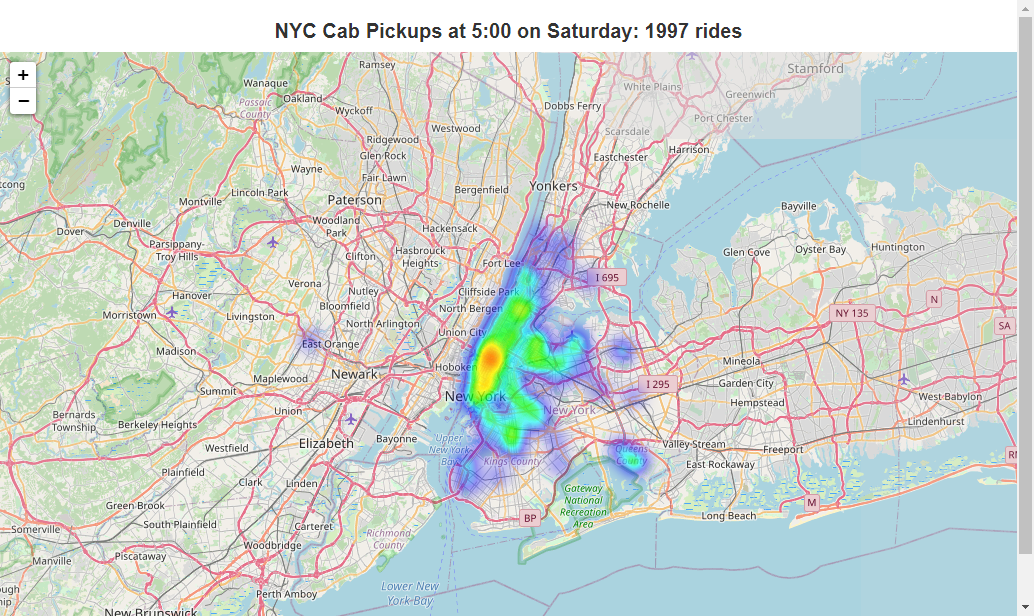 NYC Cab Pickups at 5:00 on Saturday: 1997 rides
+
−
Ramsey
Stamford
Wanaque
White Plains
Greenwich
Oakland
Passaic
County
Wyckoff
Dobbs Ferry
Port Chester
Westwood
Scarsdale
Ridgewood
Glen Rock
Harrison
Eastchester
Wayne
Fair Lawn
tcong
Lincoln Park
Bergenfield
Yonkers
Montville
Paterson
New Rochelle
Bayville
Denville
Woodland
Park
Hackensack
Dover
Parsippany-
Troy Hills
Hasbrouck
Heights
Glen Cove
Oyster Bay
Huntington
Clifton
Fort Lee
I 695
Verona
Nutley
Cliffside Park
Hanover
Bloomfield
North Bergen
N
Morristown
Livingston
North Arlington
NY 135
Union City
SA
East Orange
Madison
Mineola
Newark
Hoboken
Maplewood
I 295
Garden City
Summit
New York
West Babylon
Hempstead
Union
New York
Bernards
Township
Berkeley Heights
Lindenhurst
Elizabeth
Bayonne
Upper
New York
Bay
Valley Stream
Westfield
Queens
County
Freeport
Kings County
East Rockaway
Plainfield
Clark
Linden
Gateway
National
Recreation
Area
Green Brook
M
South Plainfield
BP
Long Beach
Somerville
Carteret
Richmond
County
Woodbridge
Piscataway
Manville
Lower New
York Bay
Perth Amboy
New Brunswick